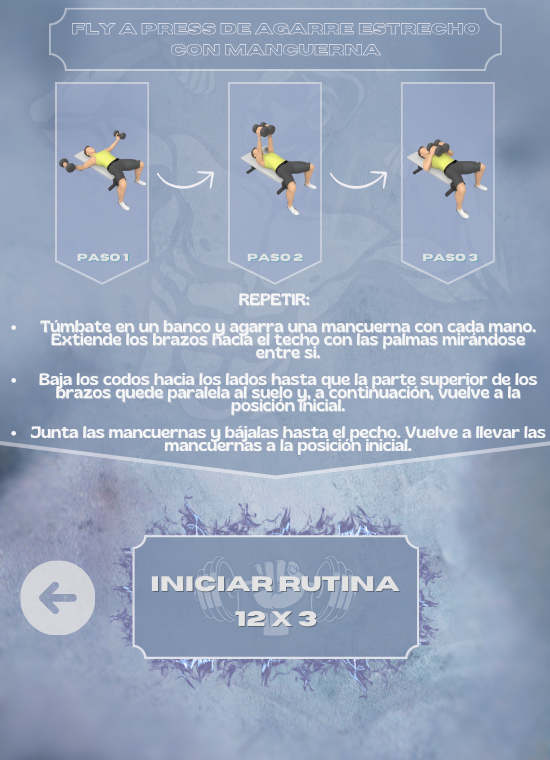 FLY A PRESS DE AGARRE ESTRECHO
CON MANCUERNA
PASO 1
PASO 2
PASO 3
REPETIR:
• Túmbate en un banco y agarra una mancuerna con cada mano.
Extiende los brazos hacia el techo con las palmas mirándose
entre sí.
• Baja los codos hacia los lados hasta que la parte superior de los
brazos quede paralela al suelo y, a continuación, vuelve a la
posición inicial.
• Junta las mancuernas y bájalas hasta el pecho. Vuelve a llevar las
mancuernas a la posición inicial.
INICIAR RUTINA
12 X 3